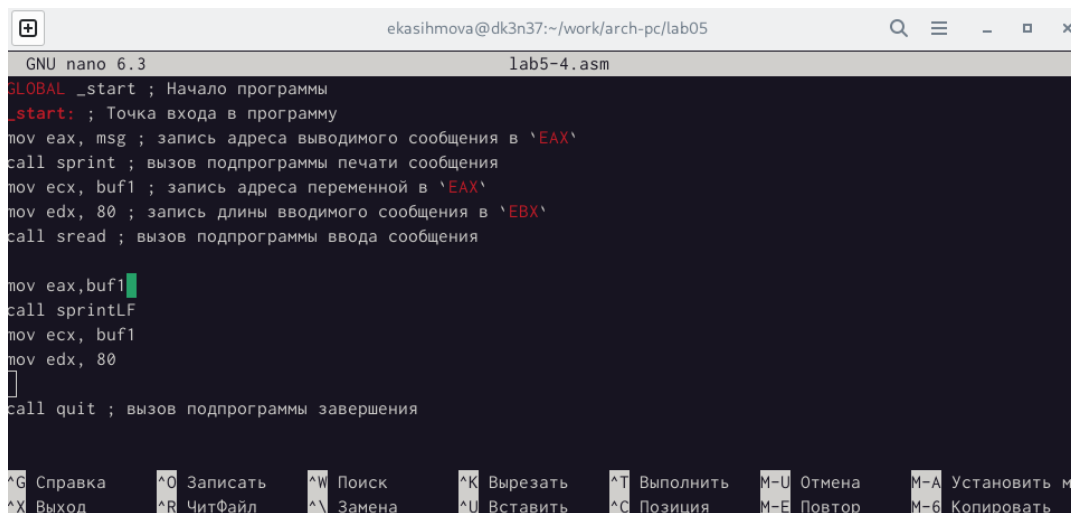 ekasihmova@dk3n37:~/work/arch-pc/lab05
GNU nano 6.3 lab5-4.asm
GLOBAL _start ; Начало программы
_start: ; Точка входа в программу
mov eax, msg ; запись адреса выводимого сообщения в `EAX`
call sprint ; вызов подпрограммы печати сообщения
mov ecx, buf1 ; запись адреса переменной в `EAX`
mov edx, 80 ; запись длины вводимого сообщения в `EBX`
call sread ; вызов подпрограммы ввода сообщения
mov eax,buf1
call sprintLF
mov ecx, buf1
mov edx, 80
call quit ; вызов подпрограммы завершения
^G Справка ^O Записать ^W Поиск ^K Вырезать ^T Выполнить M-U Отмена M-A Установить м
^X Выход ^R ЧитФайл ^\ Замена ^U Вставить ^C Позиция M-E Повтор M-6 Копировать